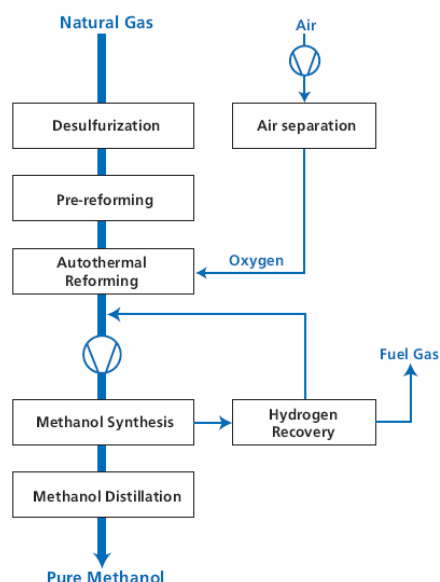 Natural Gas
Air
Desulfurization
Air separation
Pre-reforming
Autothermal
Reforming
Oxygen
Fuel Gas
Methanol Synthesis
Hydrogen
Recovery
Methanol Distillation
Pure Methanol